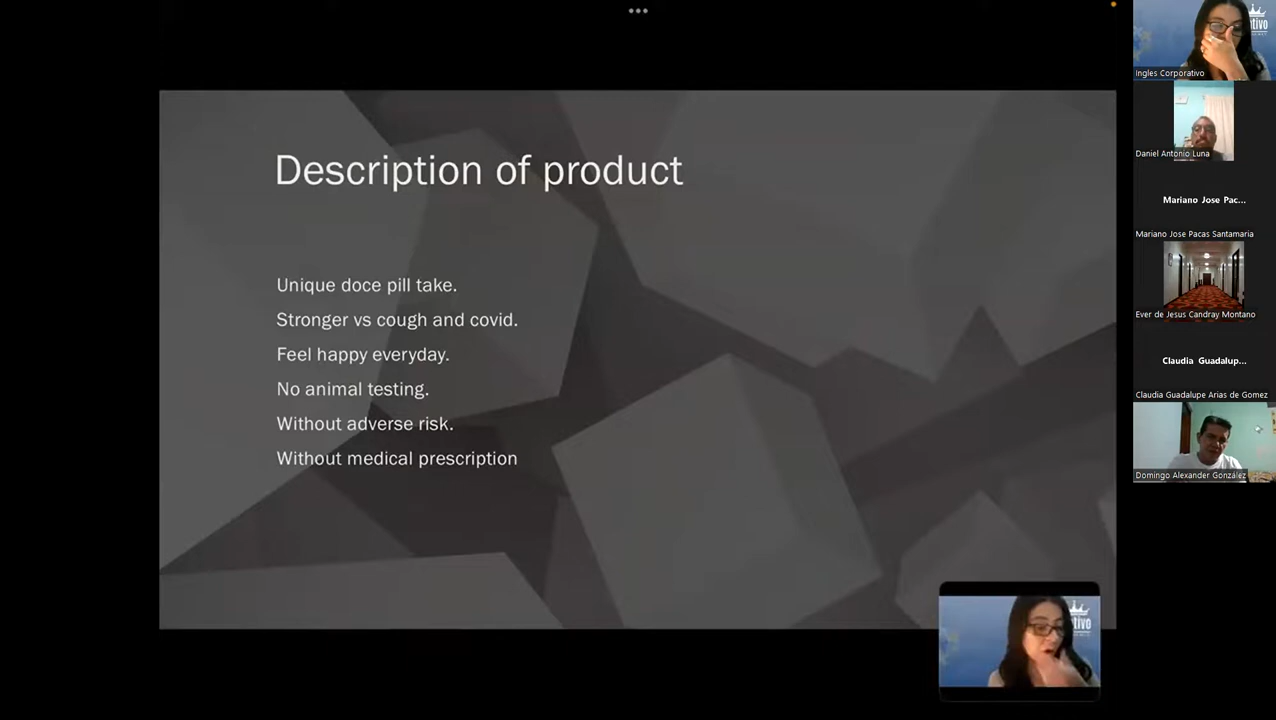 Description of product
Unique doce pill take.
Stronger vs cough and covid.
Feel happy everyday.
No animal testing.
Without adverse risk.
Without medical prescription
Ingles Corporativo
Daniel Antonio Luna
Mariano Jose Pac...
Mariano Jose Pacas Santamaria
Ever de Jesus Candray Montano
Claudia Guadalup...
Claudia Guadalupe Arias de Gomez
Domingo Alexander González
tivo
tivo